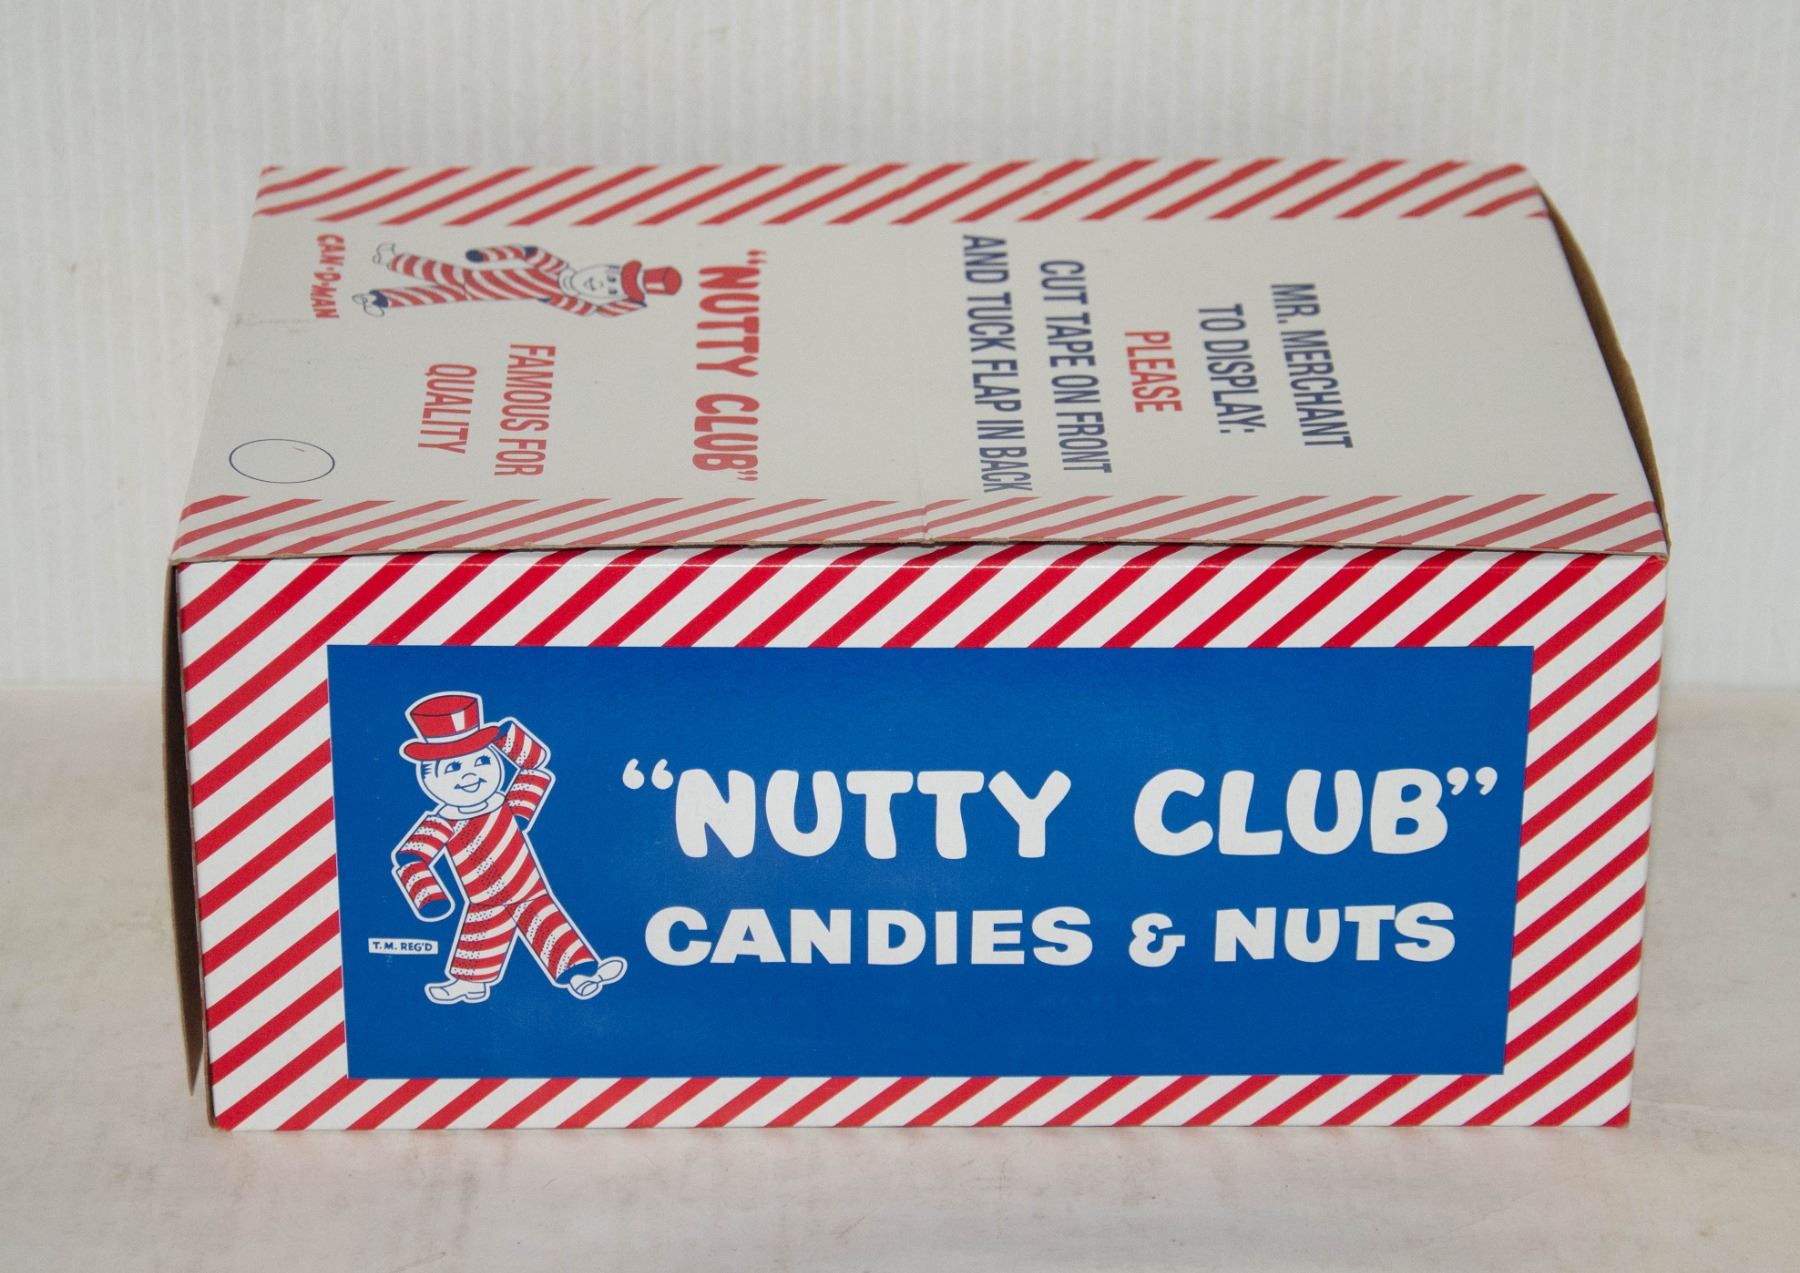 MR. MERCHANT
TO DISPLAY:
PLEASE
CUT TAPE ON FRONT
AND TUCK FLAP IN BACK
"NUTTY CLUB"
FAMOUS FOR
QUALITY
CAN-D-MAN
"NUTTY CLUB"
CANDIES & NUTS
T.M. REG'D